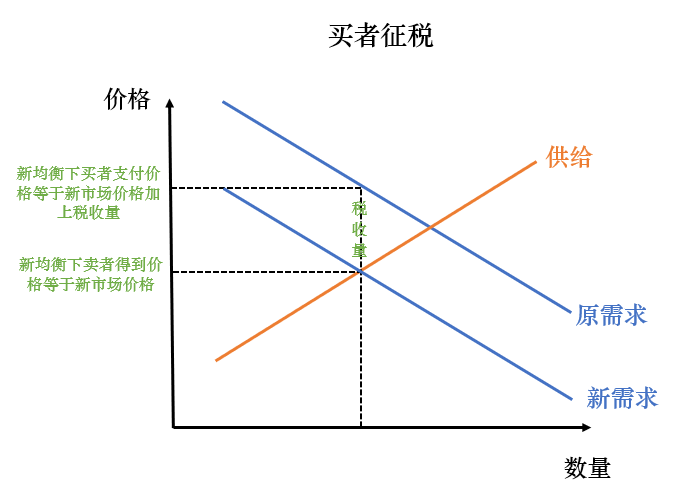 买者征税
价格
供给
新均衡下买者支付价
格等于新市场价格加
上税收量
税
收
量
新均衡下卖者得到价
格等于新市场价格
原需求
新需求
数量